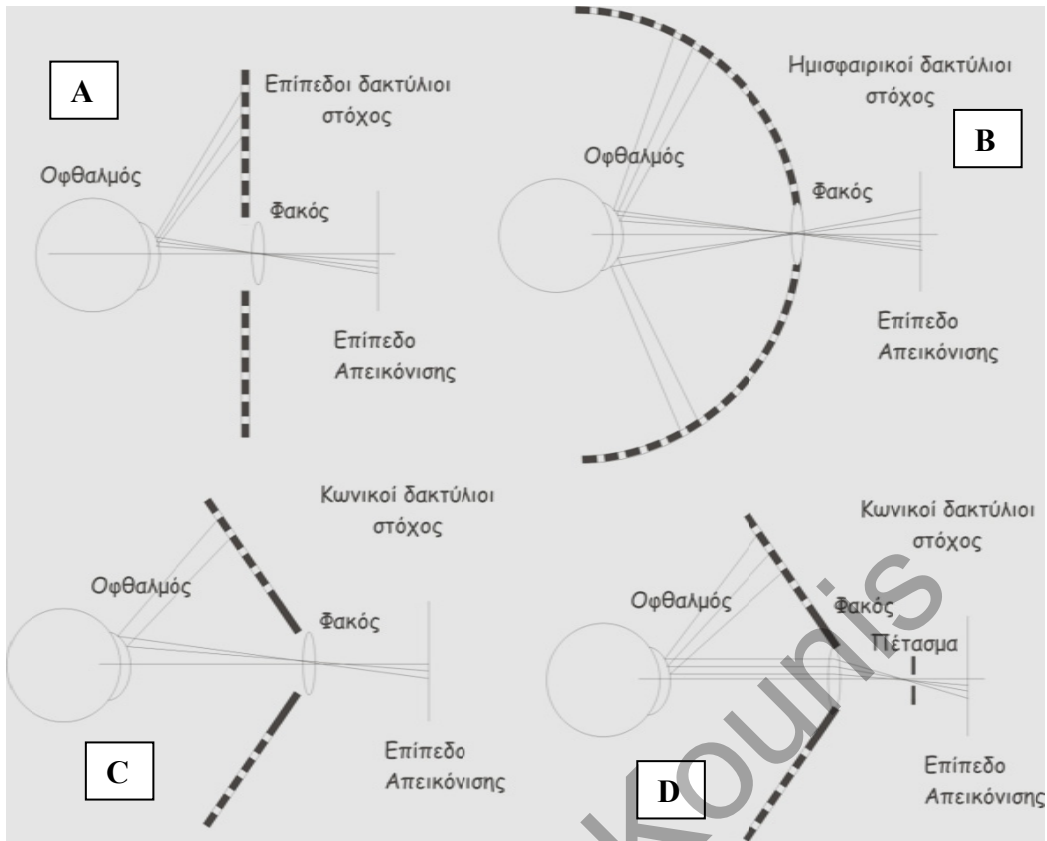 A
Επίπεδοι δακτύλιοι
στόχος
Οφθαλμός
Φακός
Επίπεδο
Απεικόνισης
Ημισφαιρικοί δακτύλιοι
στόχος
B
Οφθαλμός
Φακός
Επίπεδο
Απεικόνισης
Κωνικοί δακτύλιοι
στόχος
Οφθαλμός
Φακός
C
Επίπεδο
Απεικόνισης
Κωνικοί δακτύλιοι
στόχος
Οφθαλμός
Φακός
Πέτασμα
D
Επίπεδο
Απεικόνισης
kounis